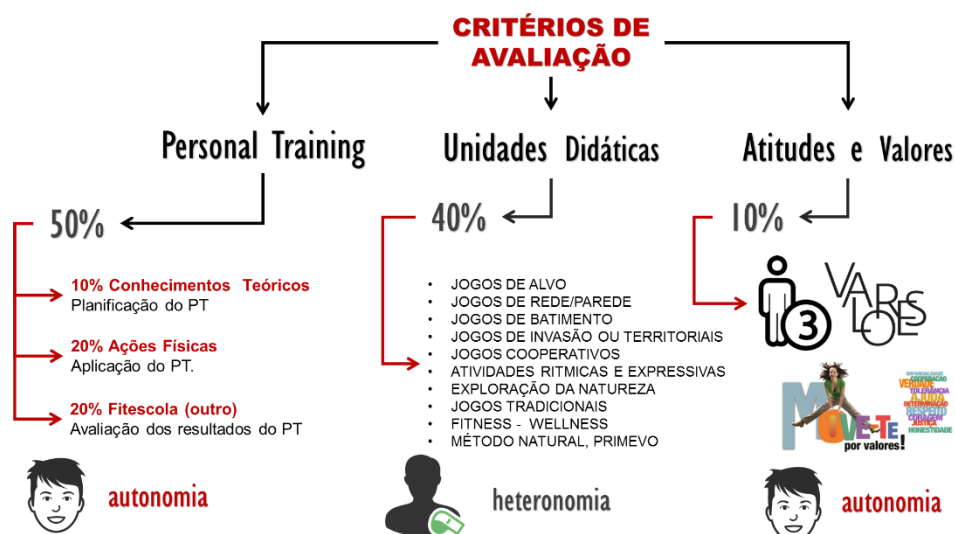 CRITÉRIOS DE
AVALIAÇÃO
Personal Training
50%
10% Conhecimentos Teóricos
Planificação do PT
20% Ações Físicas
Aplicação do PT.
20% Fitescola (outro)
Avaliação dos resultados do PT
autonomia
Unidades Didáticas
40%
• JOGOS DE ALVO
• JOGOS DE REDE/PAREDE
• JOGOS DE BATIMENTO
• JOGOS DE INVASÃO OU TERRITORIAIS
• JOGOS COOPERATIVOS
• ATIVIDADES RITMICAS E EXPRESSIVAS
• EXPLORAÇÃO DA NATUREZA
• JOGOS TRADICIONAIS
• FITNESS - WELLNESS
• MÉTODO NATURAL, PRIMEVO
heteronomia
Atitudes e Valores
10%
3
VALORES
MOVE-TE
por valores!
IMPARCIALIDADE
COOPERAÇÃO
VERDADE
TOLERÂNCIA
AJUDA
DETERMINAÇÃO
RESPEITO
CORAGEM
JUSTIÇA
HONESTIDADE
autonomia